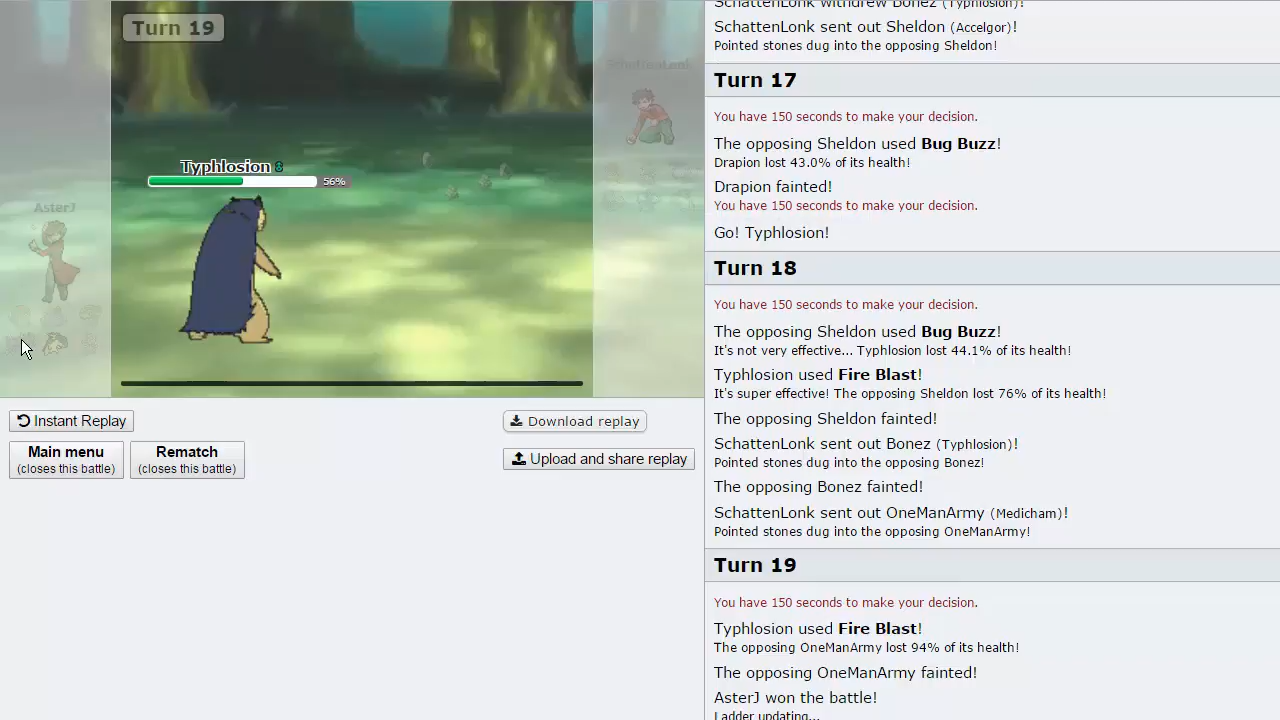 Turn 19
SchattenLonk
Typhlosion
56%
AsterJ
Instant Replay
Download replay
Main menu
(closes this battle)
Rematch
(closes this battle)
Upload and share replay
SchattenLonk withdrew Bonez (Typhlosion)!
SchattenLonk sent out Sheldon (Accelgor)!
Pointed stones dug into the opposing Sheldon!
Turn 17
You have 150 seconds to make your decision.
The opposing Sheldon used Bug Buzz!
Drapion lost 43.0% of its health!
Drapion fainted!
You have 150 seconds to make your decision.
Go! Typhlosion!
Turn 18
You have 150 seconds to make your decision.
The opposing Sheldon used Bug Buzz!
It's not very effective... Typhlosion lost 44.1% of its health!
Typhlosion used Fire Blast!
It's super effective! The opposing Sheldon lost 76% of its health!
The opposing Sheldon fainted!
SchattenLonk sent out Bonez (Typhlosion)!
Pointed stones dug into the opposing Bonez!
The opposing Bonez fainted!
SchattenLonk sent out OneManArmy (Medicham)!
Pointed stones dug into the opposing OneManArmy!
Turn 19
You have 150 seconds to make your decision.
Typhlosion used Fire Blast!
The opposing OneManArmy lost 94% of its health!
The opposing OneManArmy fainted!
AsterJ won the battle!
Ladder updating...